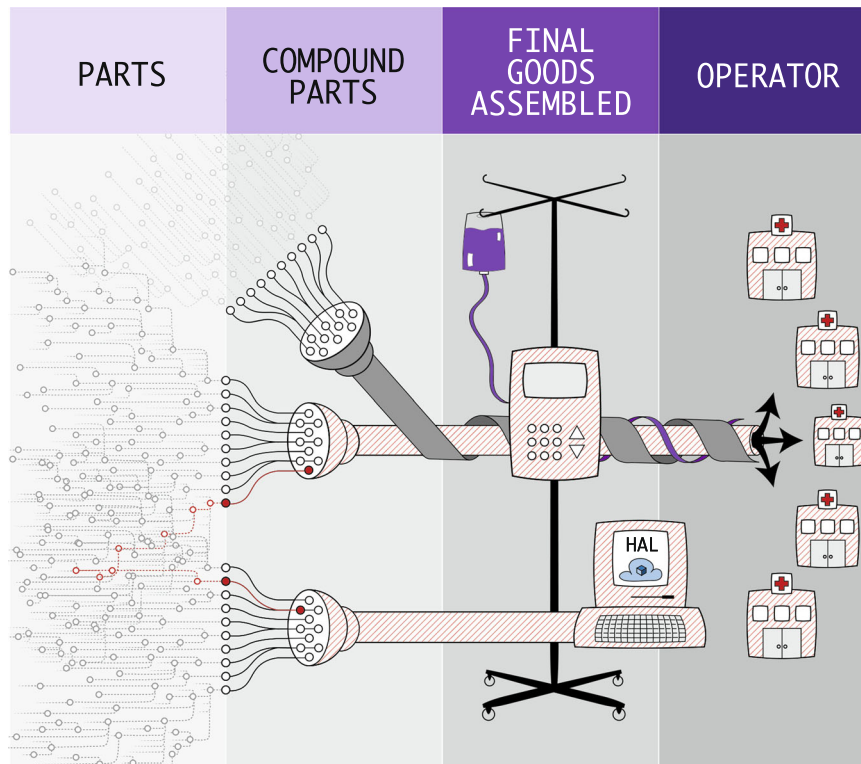 PARTS
COMPOUND
PARTS
FINAL
GOODS
ASSEMBLED
OPERATOR
HAL